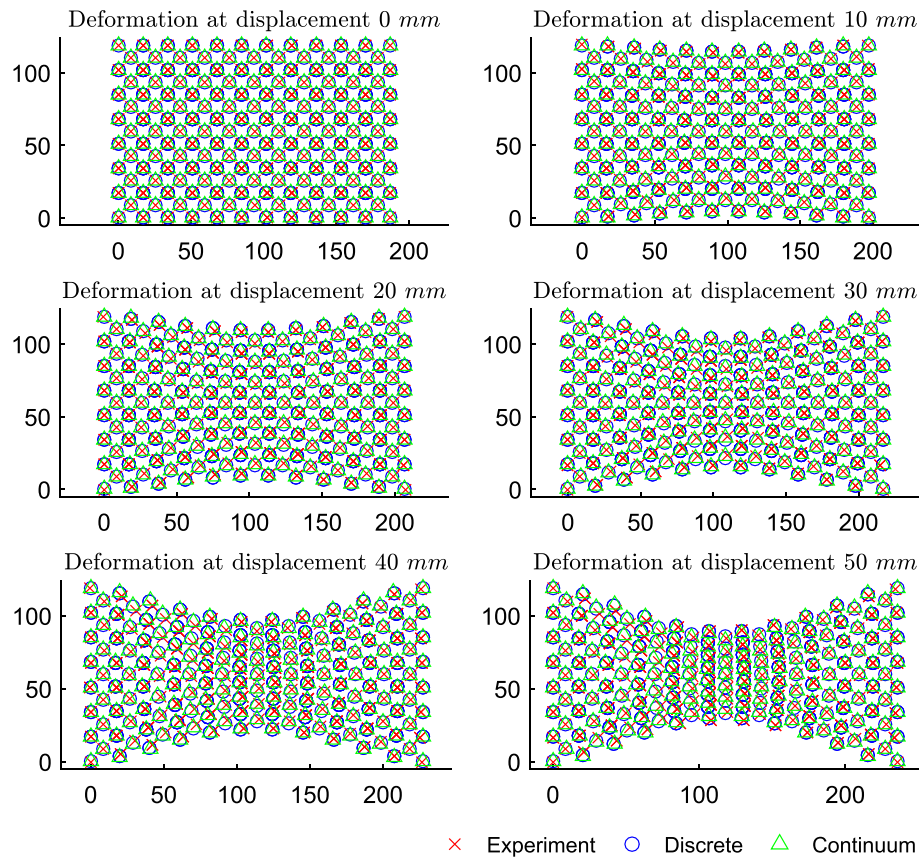 Deformation at displacement 0 mm
Deformation at displacement 10 mm
100
50
0
0 50 100 150 200
100
50
0
0 50 100 150 200
Deformation at displacement 20 mm
Deformation at displacement 30 mm
100
50
0
0 50 100 150 200
100
50
0
0 50 100 150 200
Deformation at displacement 40 mm
Deformation at displacement 50 mm
100
50
0
0 50 100 150 200
100
50
0
0 100 200
Experiment Discrete Continuum